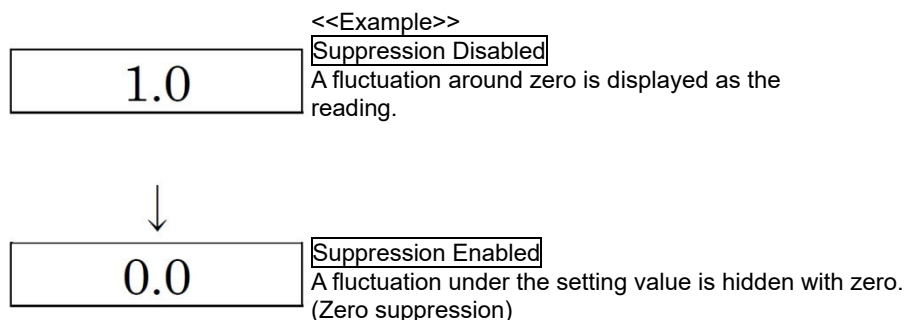 <<Example>>
Suppression Disabled
1.0
A fluctuation around zero is displayed as the
reading.
↓
Suppression Enabled
0.0
A fluctuation under the setting value is hidden with zero.
(Zero suppression)